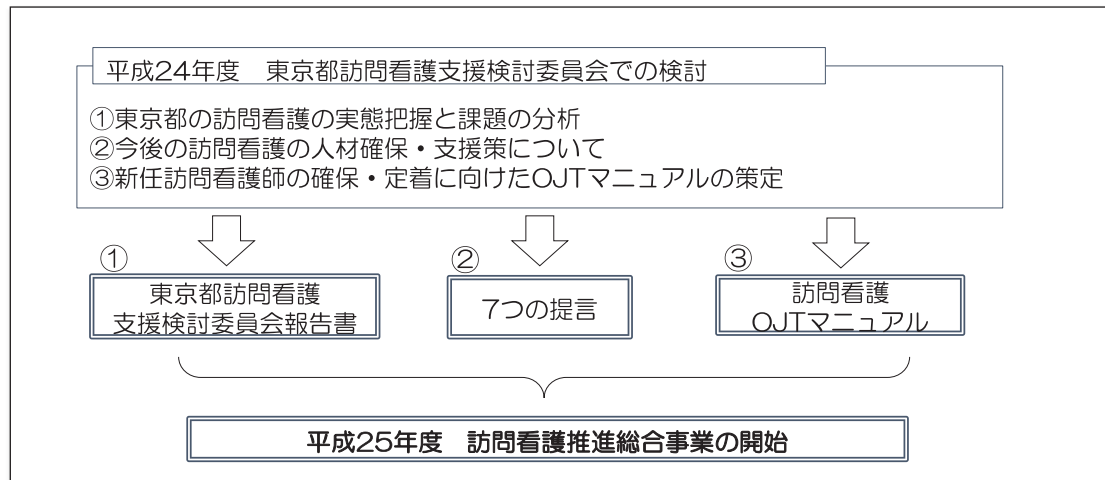 平成24年度　東京都訪問看護支援検討委員会での検討
①東京都の訪問看護の実態把握と課題の分析
②今後の訪問看護の人材確保・支援策について
③新任訪問看護師の確保・定着に向けたOJTマニュアルの策定
①
東京都訪問看護
支援検討委員会報告書
②
7つの提言
③
訪問看護
OJTマニュアル
平成25年度　訪問看護推進総合事業の開始